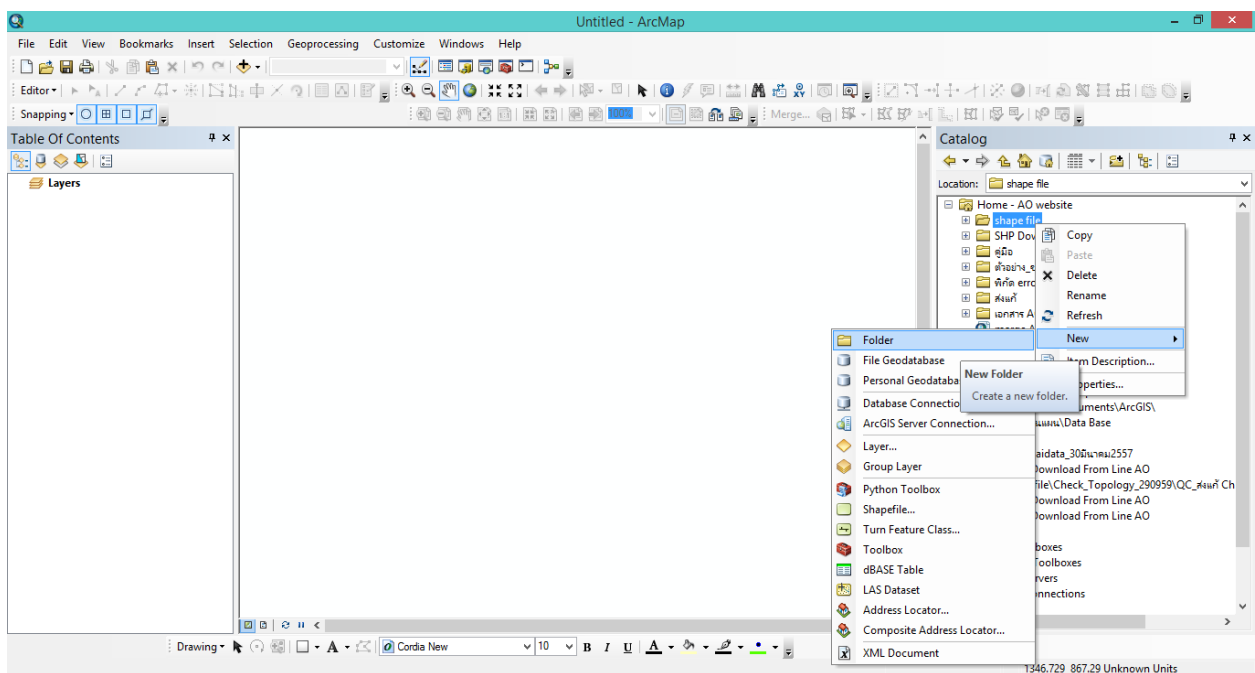 Untitled - ArcMap
File Edit View Bookmarks Insert Selection Geoprocessing Customize Windows Help
Editor
Snapping
100%
Merge...
Table Of Contents
Layers
Catalog
Location: shape file
Home - AO website
shape file
SHP Dow
คู่มือ
ตัวอย่าง_ข
พิกัด erro
ส่งแก้
เอกสาร A
Copy
Paste
Delete
Rename
Refresh
New
Item Description...
operties...
Folder
File Geodatabase
Personal Geodataba
Database Connectio
ArcGIS Server Connection...
Layer...
Group Layer
Python Toolbox
Shapefile...
Turn Feature Class...
Toolbox
dBASE Table
LAS Dataset
Address Locator...
Composite Address Locator...
XML Document
New Folder
Create a new folder.
uments\ArcGIS\
\Data Base
aidata_30มีนาคม2557
Download From Line AO
file\Check_Topology_290959\QC_ส่งแก้ Ch
Download From Line AO
Download From Line AO
boxes
Toolboxes
rvers
nnections
Drawing A Cordia New 10 B I U A
1346.729 867.29 Unknown Units